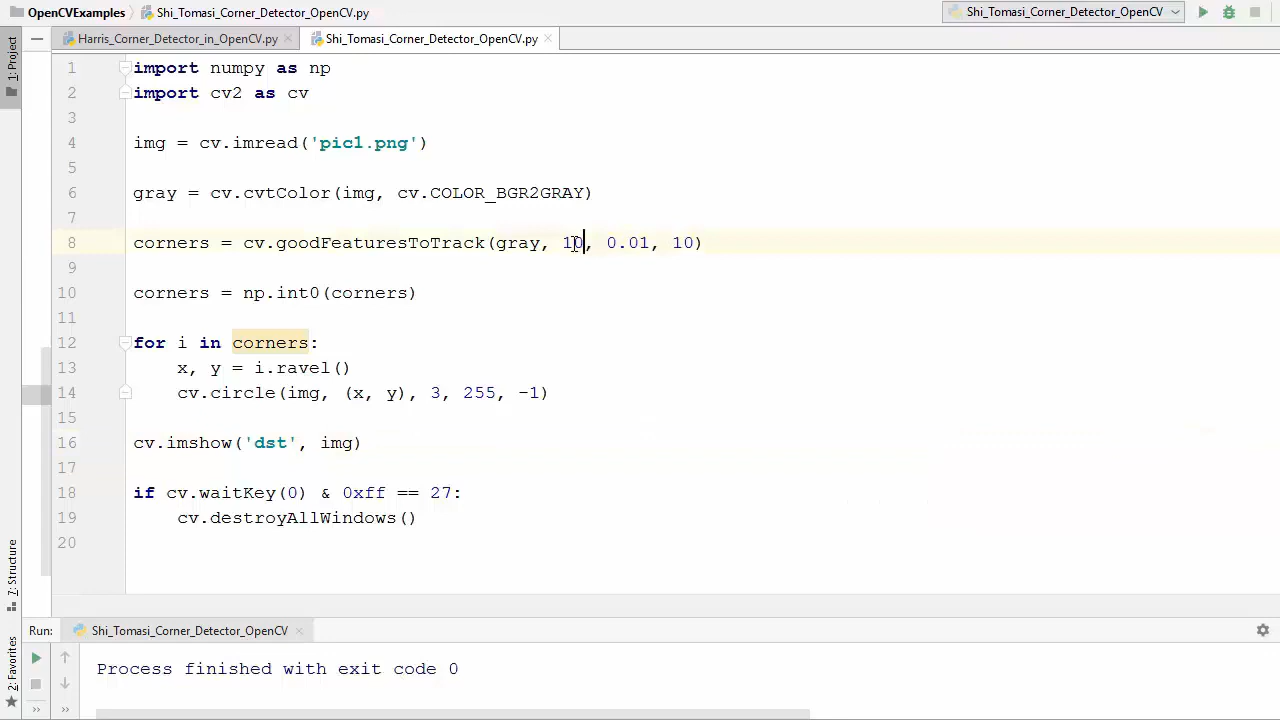 OpenCVExamples Shi_Tomasi_Corner_Detector_OpenCV.py Shi_Tomasi_Corner_Detector_OpenCV
Harris_Corner_Detector_in_OpenCV.py Shi_Tomasi_Corner_Detector_OpenCV.py
1: Project
1 import numpy as np
2 import cv2 as cv
3
4 img = cv.imread('pic1.png')
5
6 gray = cv.cvtColor(img, cv.COLOR_BGR2GRAY)
7
8 corners = cv.goodFeaturesToTrack(gray, 10, 0.01, 10)
9
10 corners = np.int0(corners)
11
12 for i in corners:
13 x, y = i.ravel()
14 cv.circle(img, (x, y), 3, 255, -1)
15
16 cv.imshow('dst', img)
17
18 if cv.waitKey(0) & 0xff == 27:
19 cv.destroyAllWindows()
20
Z: Structure
2: Favorites
Run: Shi_Tomasi_Corner_Detector_OpenCV
Process finished with exit code 0